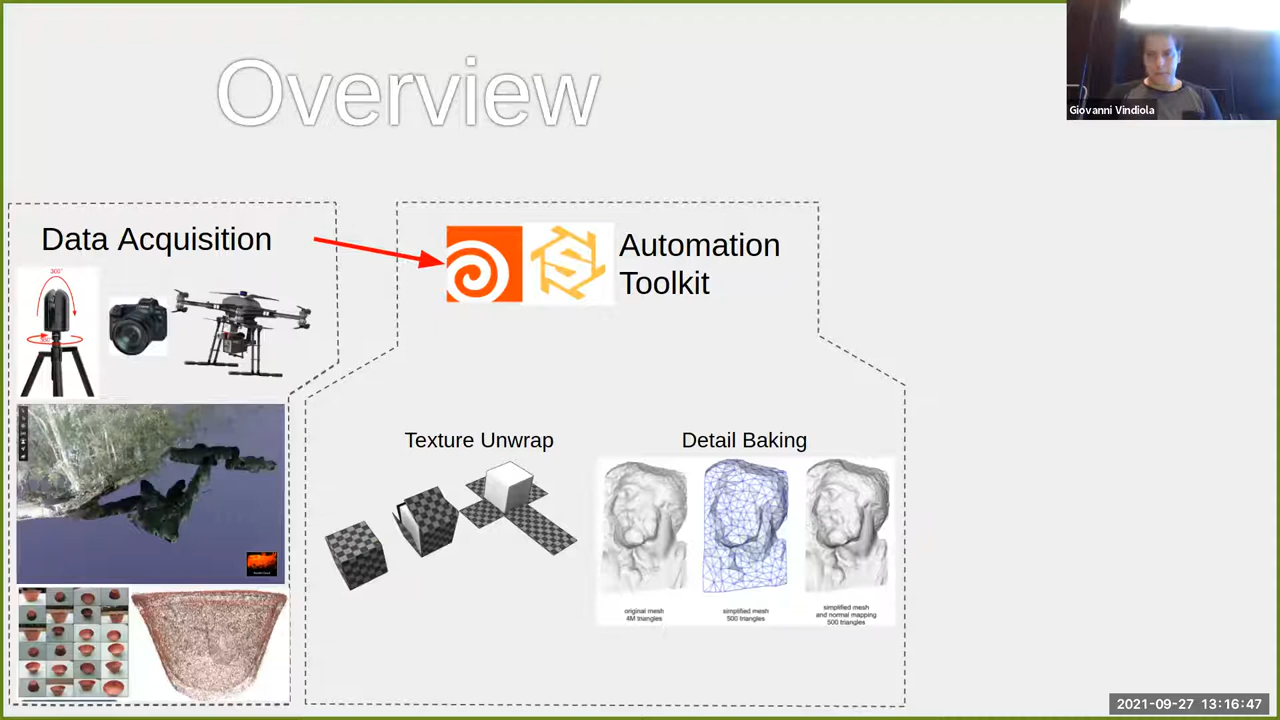 Overview
Giovanni Vindiola
Data Acquisition
Automation
Toolkit
Texture Unwrap
Detail Baking
original mesh
4M triangles
simplified mesh
500 triangles
simplified mesh
and normal mapping
500 triangles
2021-09-27 13:16:47